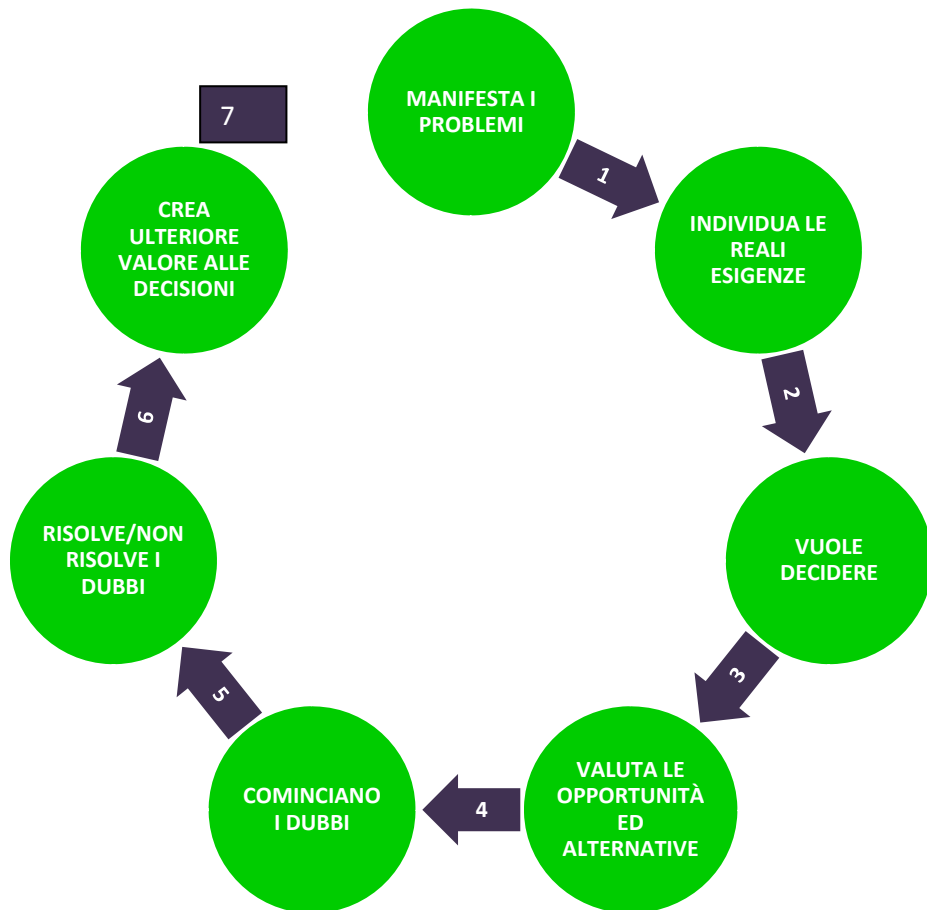 MANIFESTA I
PROBLEMI
1
INDIVIDUA LE
REALI
ESIGENZE
2
VUOLE
DECIDERE
3
VALUTA LE
OPPORTUNITÀ
ED
ALTERNATIVE
4
COMINCIANO
I DUBBI
5
RISOLVE/NON
RISOLVE I
DUBBI
6
CREA
ULTERIORE
VALORE ALLE
DECISIONI
7